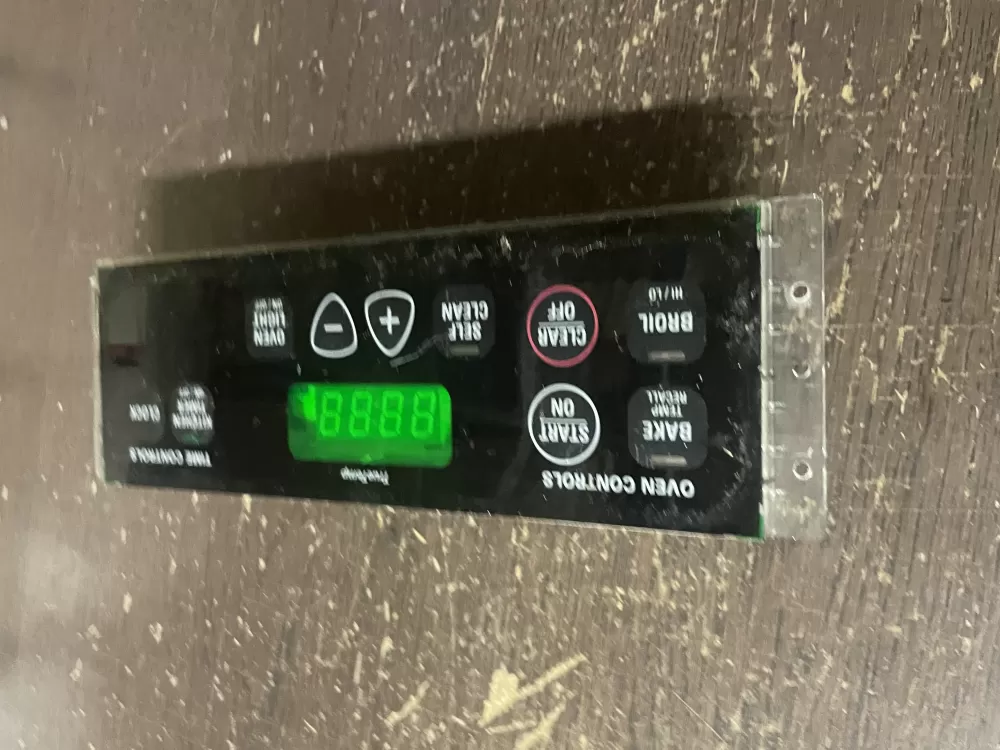 OVEN CONTROLS
BAKE
TEMP
RECALL
START
ON
BROIL
HI / LO
CLEAR
OFF
TrueTemp
8888
SELF
CLEAN
+
-
OVEN
LIGHT
ON / OFF
TIME CONTROLS
KITCHEN
TIMER
ON / OFF
CLOCK